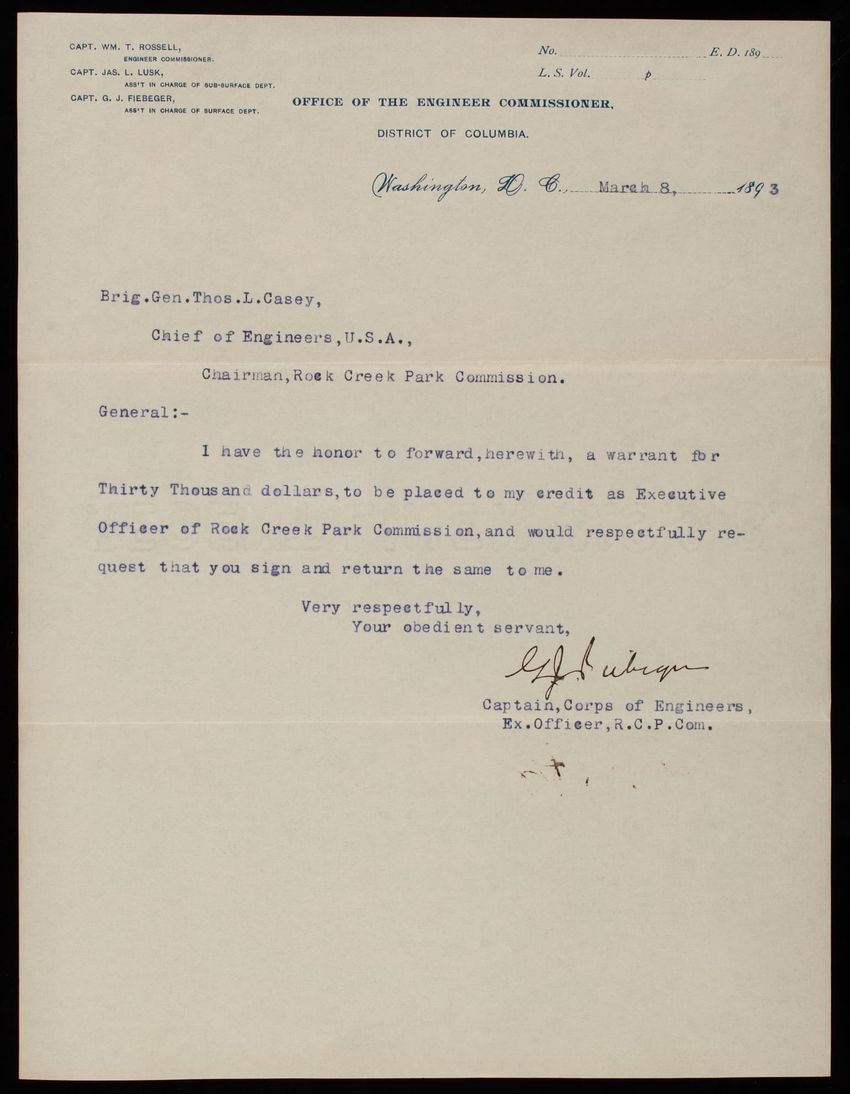 CAPT. WM. T. ROSSELL,
ENGINEER COMMISSIONER.
CAPT. JAS. L. LUSK,
ASS'T IN CHARGE OF SUB-SURFACE DEPT.
CAPT. G. J. FIEBEGER,
ASS'T IN CHARGE OF SURFACE DEPT.
No. E. D. 189
L. S. Vol. p
OFFICE OF THE ENGINEER COMMISSIONER,
DISTRICT OF COLUMBIA.
Washington, D. C., March 8, 1893
Brig.Gen.Thos.L.Casey,
Chief of Engineers,U.S.A.,
Chairman,Rock Creek Park Commission.
General:-
I have the honor to forward,herewith, a warrant for
Thirty Thousand dollars,to be placed to my credit as Executive
Officer of Rock Creek Park Commission,and would respectfully re-
quest that you sign and return the same to me.
Very respectfully,
Your obedient servant,
G J Fiebeger
Captain,Corps of Engineers,
Ex.Officer,R.C.P.Com.